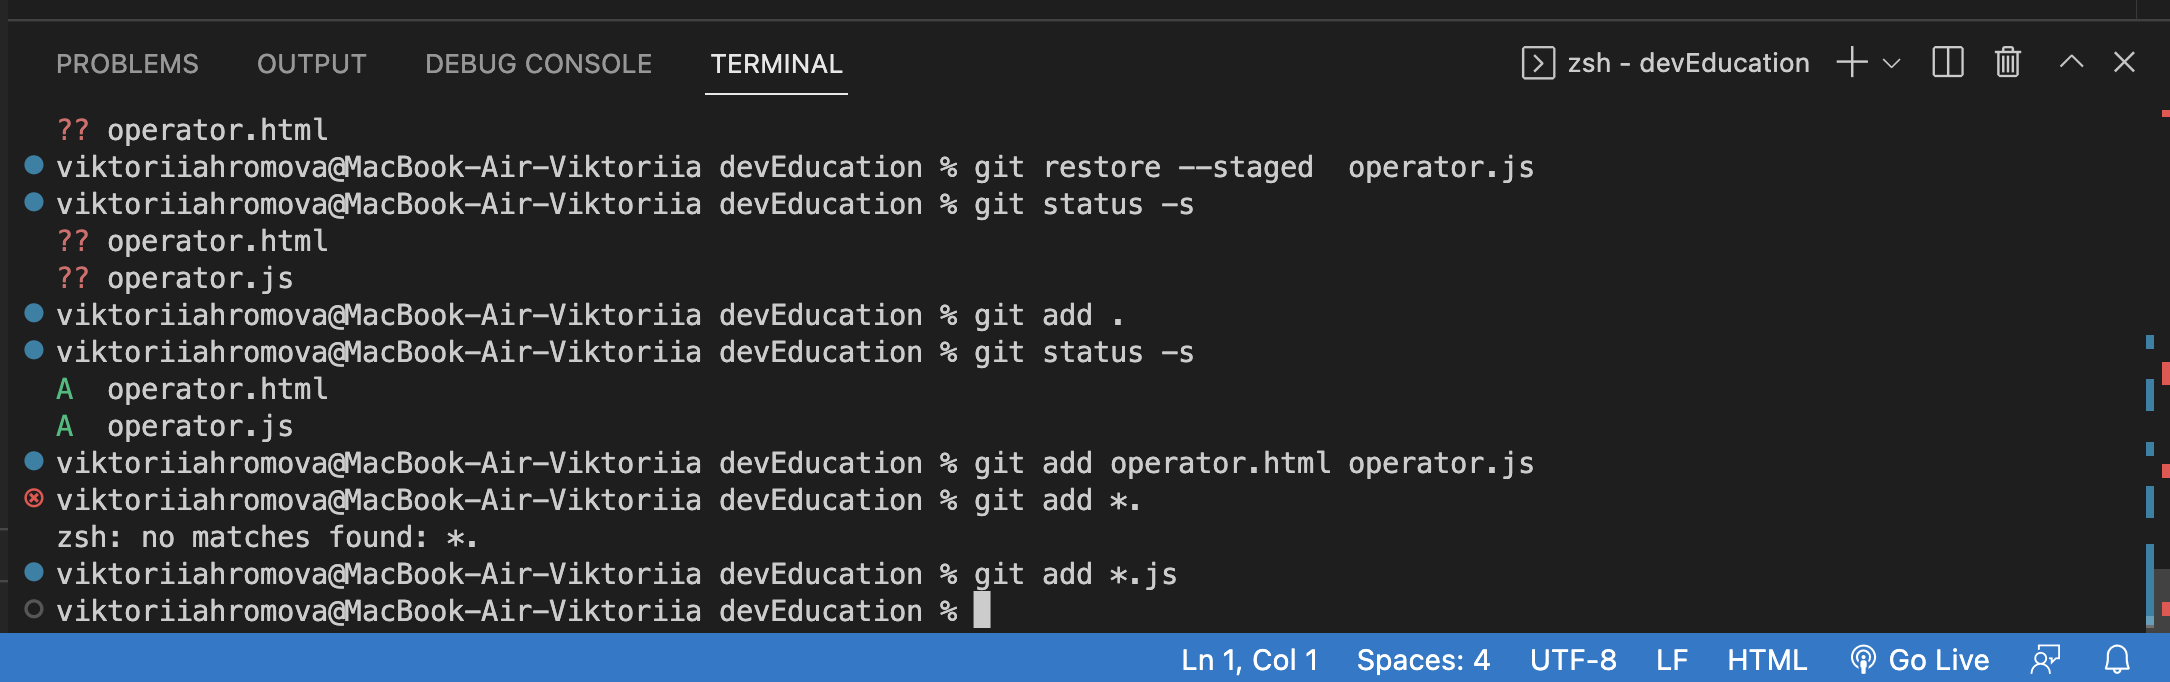 PROBLEMS OUTPUT DEBUG CONSOLE TERMINAL zsh - devEducation
?? operator.html
viktoriiahromova@MacBook-Air-Viktoriia devEducation % git restore --staged  operator.js
viktoriiahromova@MacBook-Air-Viktoriia devEducation % git status -s
?? operator.html
?? operator.js
viktoriiahromova@MacBook-Air-Viktoriia devEducation % git add .
viktoriiahromova@MacBook-Air-Viktoriia devEducation % git status -s
A  operator.html
A  operator.js
viktoriiahromova@MacBook-Air-Viktoriia devEducation % git add operator.html operator.js
viktoriiahromova@MacBook-Air-Viktoriia devEducation % git add *.
zsh: no matches found: *.
viktoriiahromova@MacBook-Air-Viktoriia devEducation % git add *.js
viktoriiahromova@MacBook-Air-Viktoriia devEducation %
Ln 1, Col 1 Spaces: 4 UTF-8 LF HTML Go Live